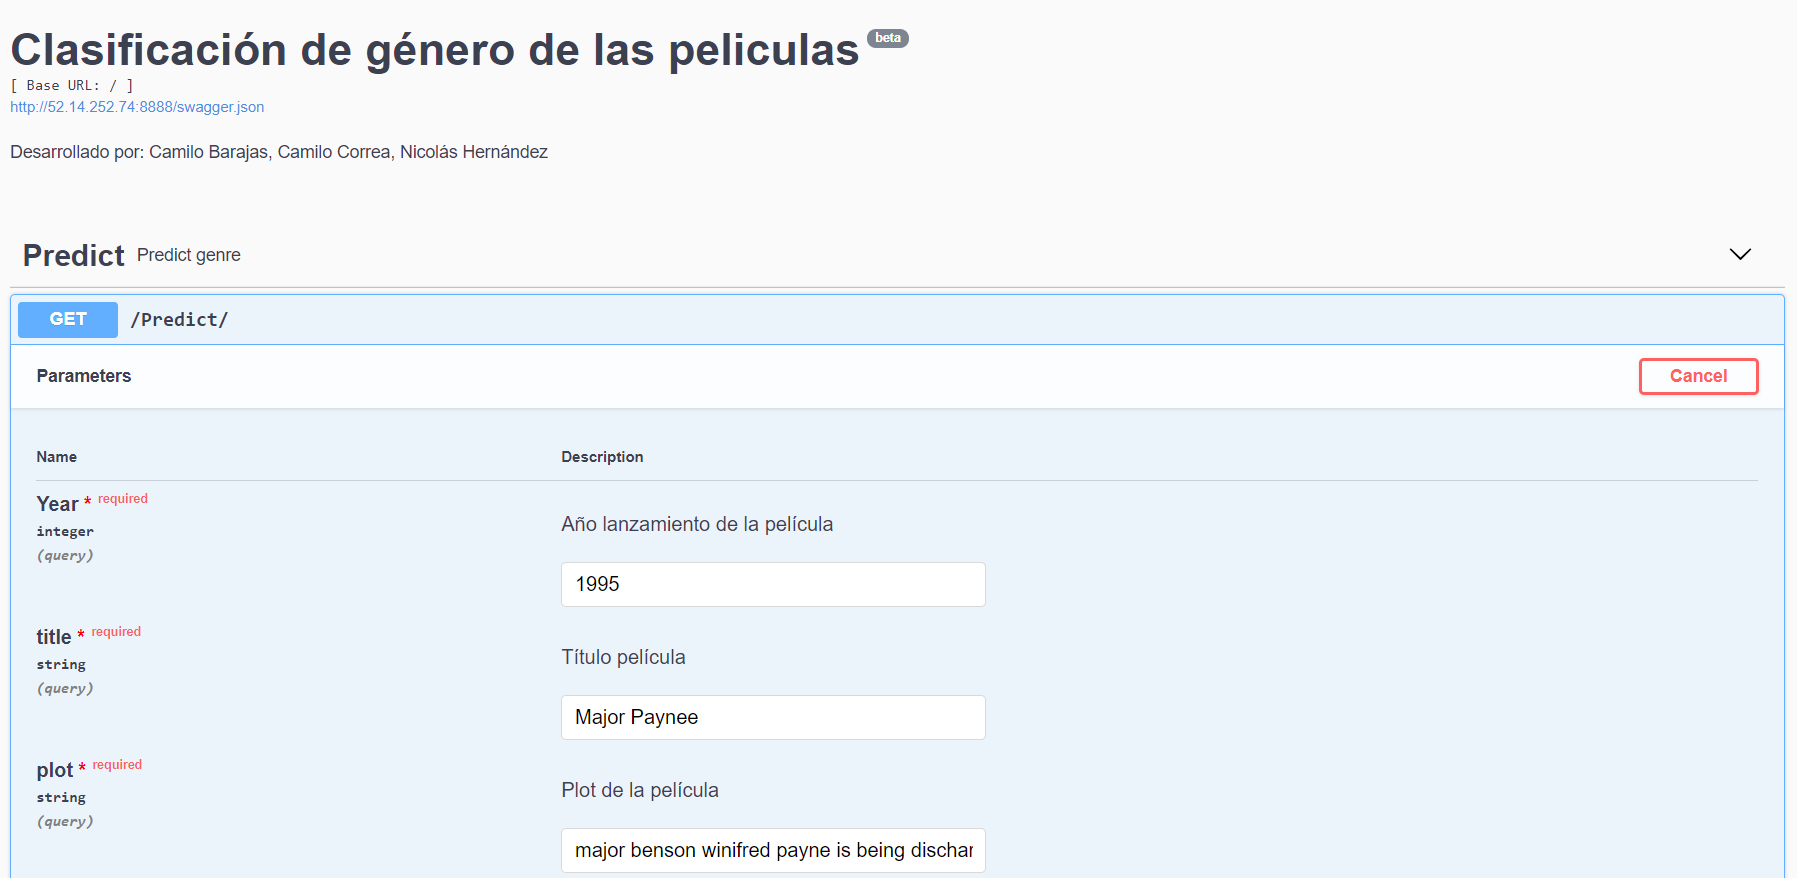 Clasificación de género de las peliculas beta
[ Base URL: / ]
http://52.14.252.74:8888/swagger.json
Desarrollado por: Camilo Barajas, Camilo Correa, Nicolás Hernández
Predict Predict genre
GET /Predict/
Parameters Cancel
Name Description
Year * required
integer
(query)
Año lanzamiento de la película
1995
title * required
string
(query)
Título película
Major Paynee
plot * required
string
(query)
Plot de la película
major benson winifred payne is being dischar